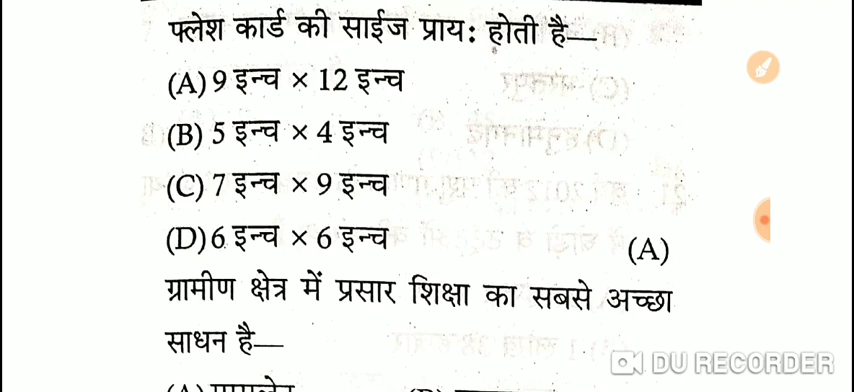 फ्लेश कार्ड की साईज प्राय: होती है—
(A) 9 इन्च × 12 इन्च
(B) 5 इन्च × 4 इन्च
(C) 7 इन्च × 9 इन्च
(D) 6 इन्च × 6 इन्च (A)
ग्रामीण क्षेत्र में प्रसार शिक्षा का सबसे अच्छा
साधन है—
DU RECORDER